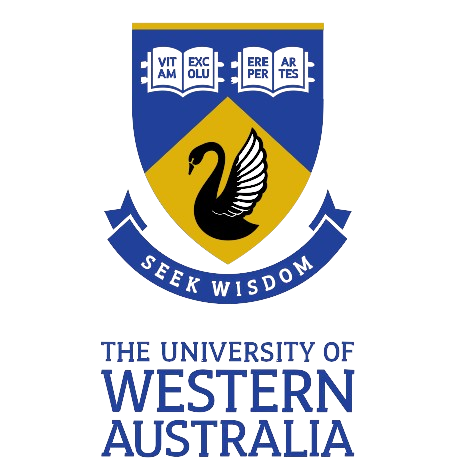 VIT EXC ERE AR
AM OLU PER TES
SEEK WISDOM
THE UNIVERSITY OF
WESTERN
AUSTRALIA